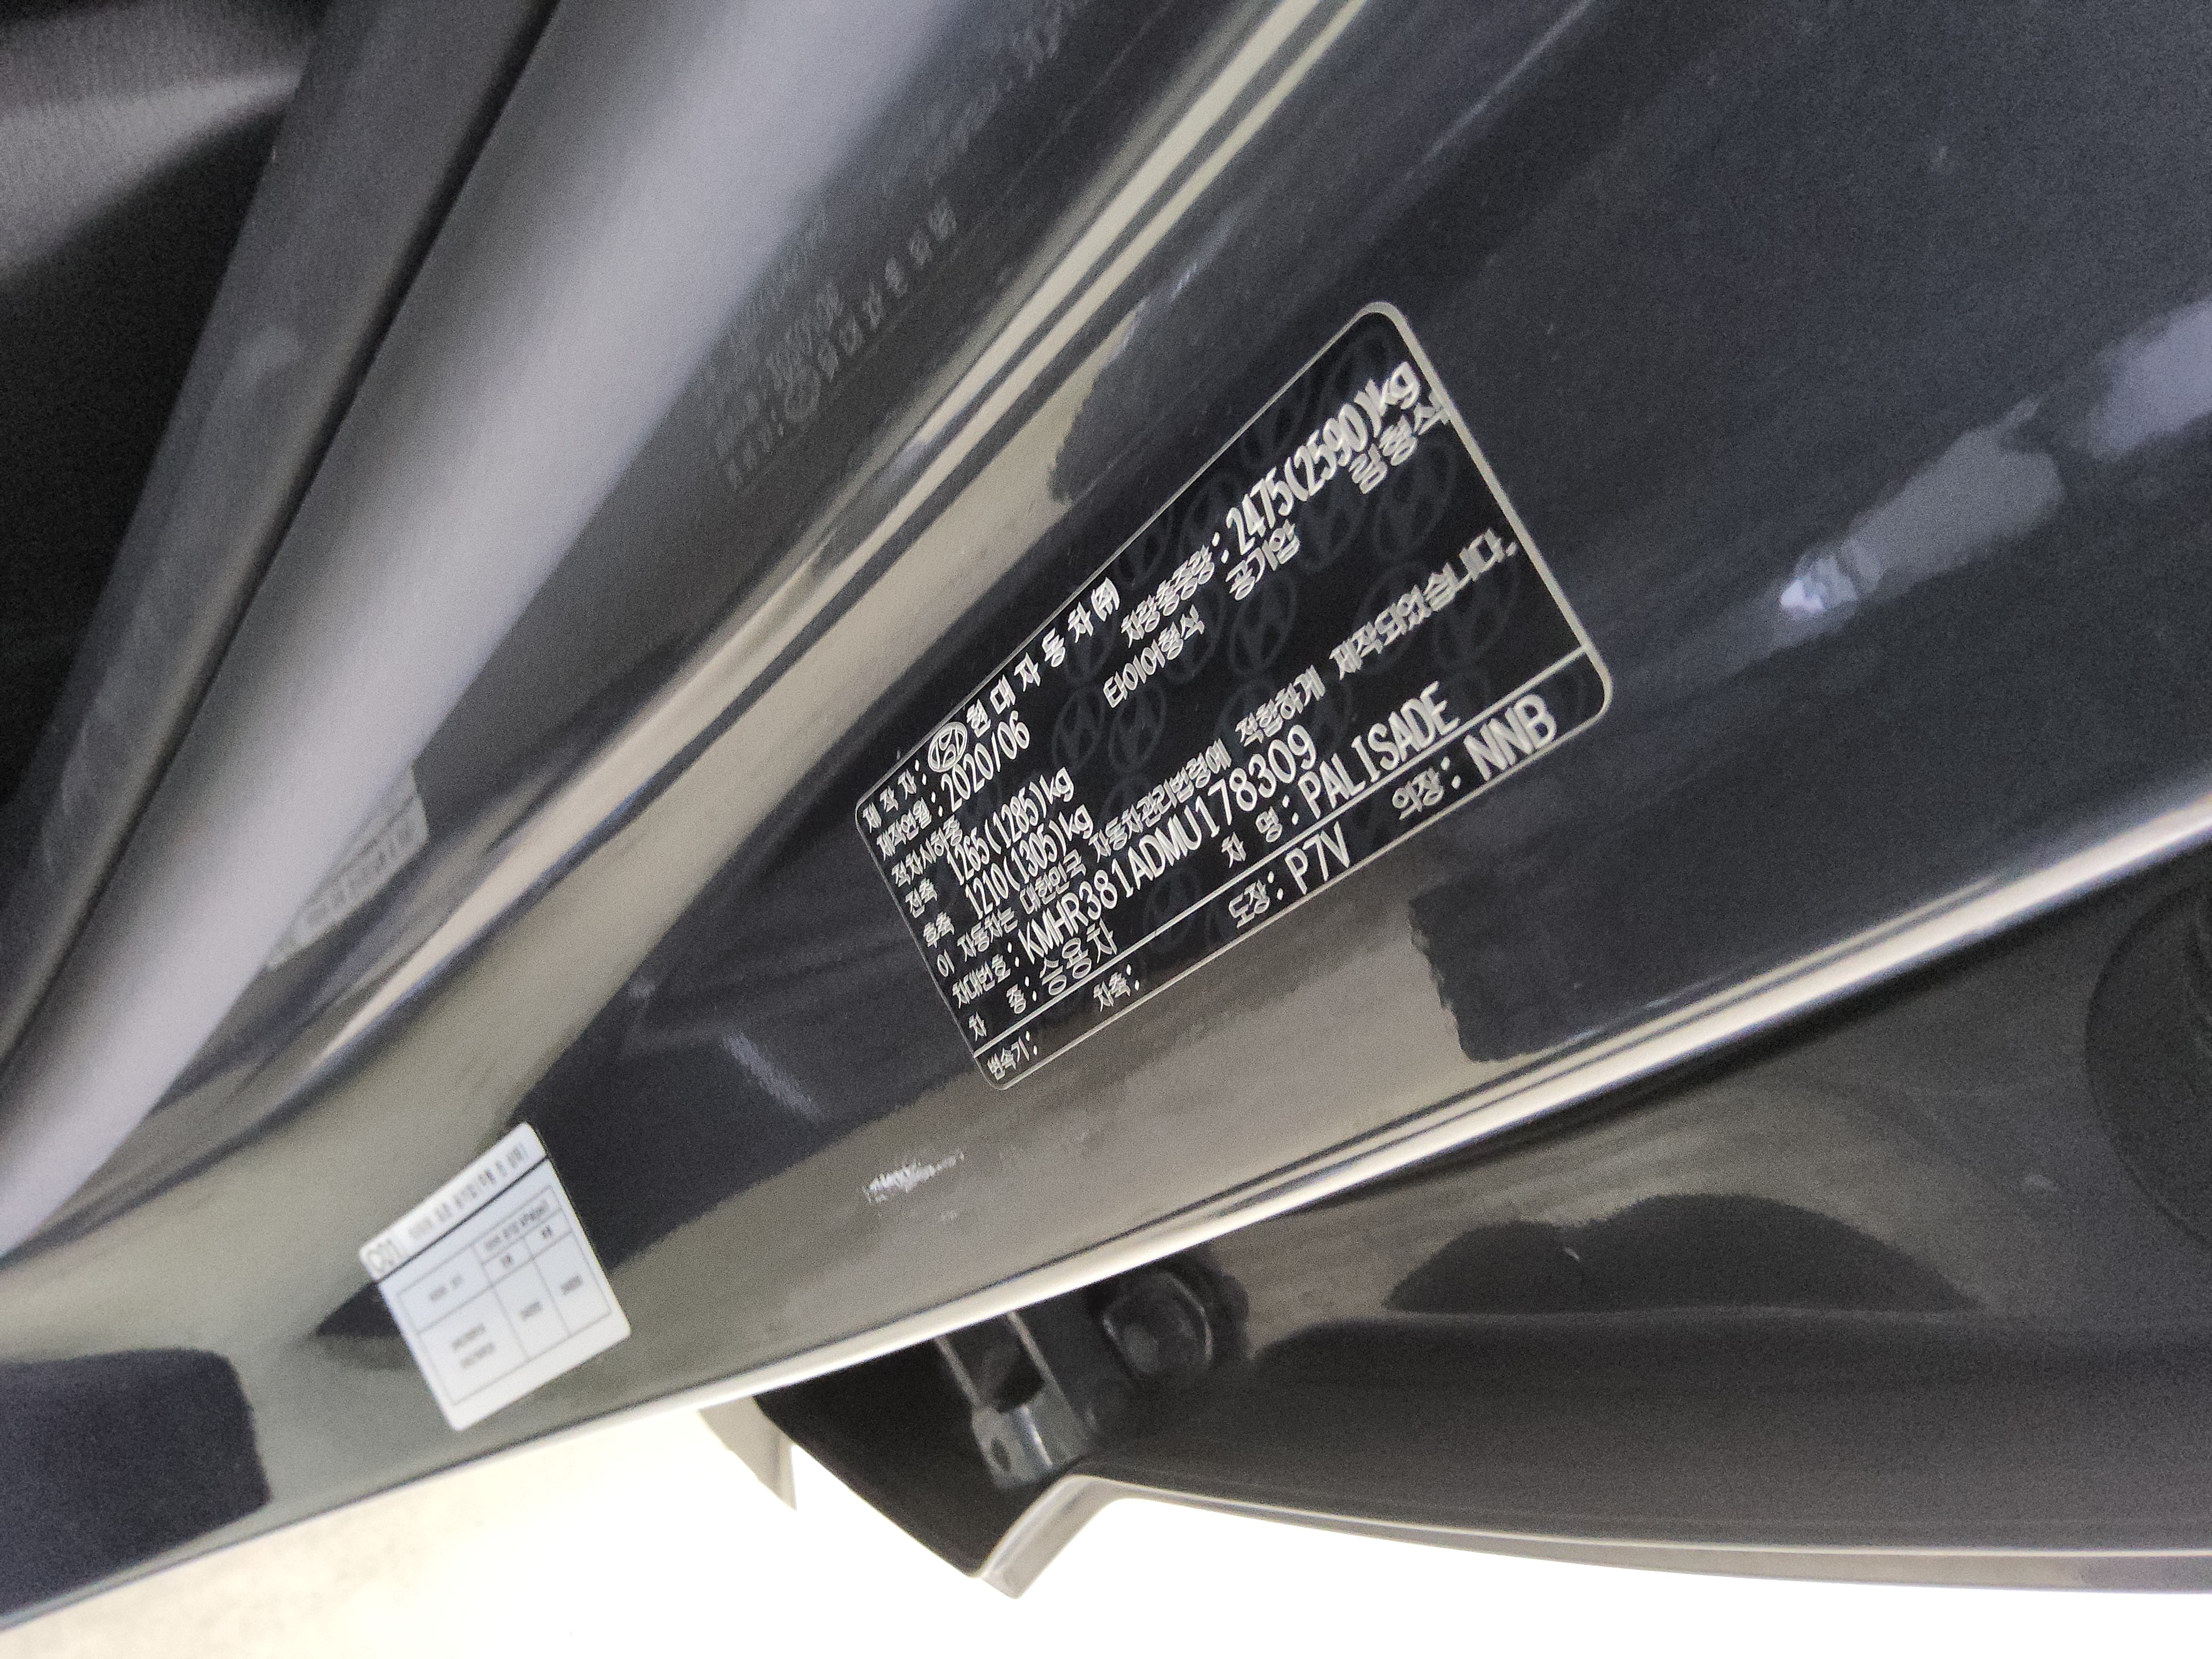 제 작 자 : 현 대 자 동 차 ㈜
제작연월 : 2020/06
적차시하중 차량총중량 : 2475(2590)kg
전축 1265(1285)kg 타이어형식 공기압 림형식
후축 1210(1305)kg
이 자동차는 대한민국 자동차관리법령에 적합하게 제작되었습니다.
차대번호 : KMHR381ADMU178309
차 종 : 승용차 차 명 : PALISADE
변속기 : 차축 : 도장 : P7V 의장 : NNB
C01